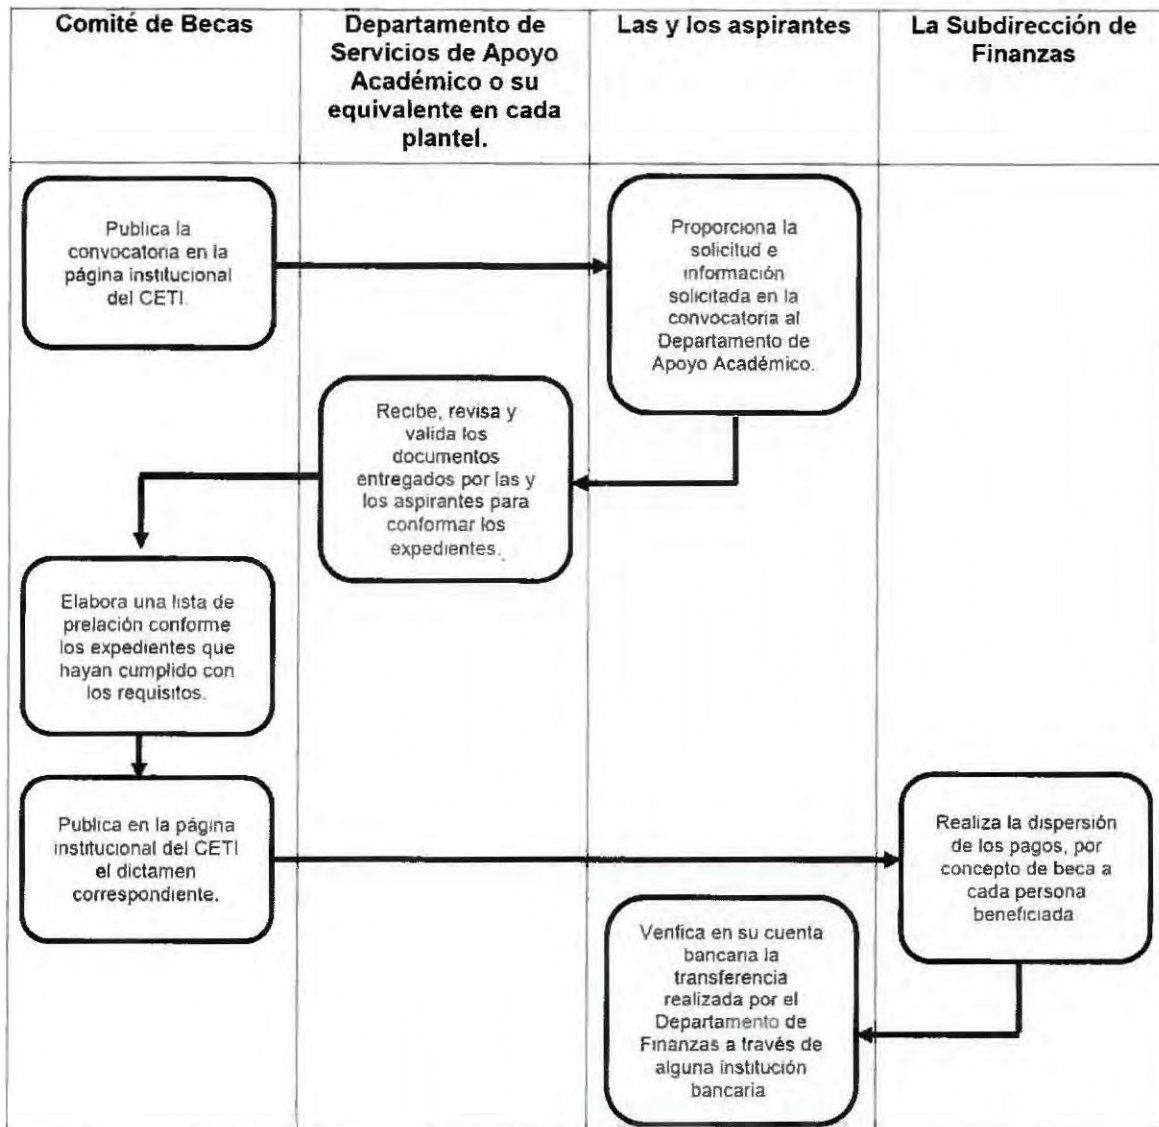 Comité de Becas
Departamento de
Servicios de Apoyo
Académico o su
equivalente en cada
plantel.
Las y los aspirantes
La Subdirección de
Finanzas
Publica la
convocatoria en la
página institucional
del CETI.
Proporciona la
solicitud e
información
solicitada en la
convocatoria al
Departamento de
Apoyo Académico.
Recibe, revisa y
valida los
documentos
entregados por las y
los aspirantes para
conformar los
expedientes.
Elabora una lista de
prelación conforme
los expedientes que
hayan cumplido con
los requisitos.
Publica en la página
institucional del CETI
el dictamen
correspondiente.
Realiza la dispersión
de los pagos, por
concepto de beca a
cada persona
beneficiada
Verifica en su cuenta
bancaria la
transferencia
realizada por el
Departamento de
Finanzas a través de
alguna institución
bancaria